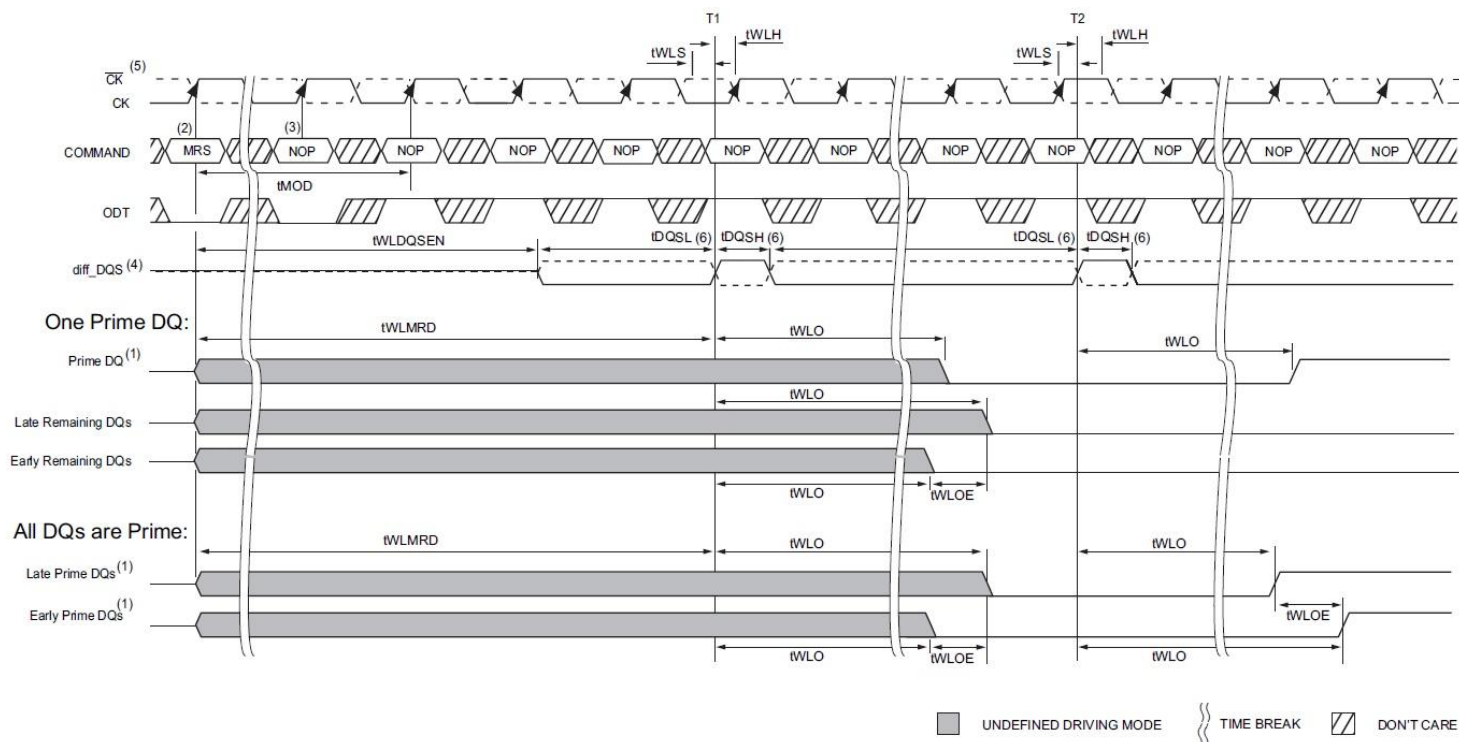 T1 T2
tWLH tWLH
tWLS tWLS
CK (5)
CK
(2) (3)
COMMAND MRS NOP NOP NOP NOP NOP NOP NOP NOP NOP NOP NOP
tMOD
ODT
tWLDQSEN tDQSL (6) tDQSH (6) tDQSL (6) tDQSH (6)
diff_DQS (4)
One Prime DQ:
tWLMRD tWLO tWLO
Prime DQ (1)
tWLO
Late Remaining DQs
Early Remaining DQs
tWLO tWLOE
All DQs are Prime:
tWLMRD tWLO tWLO
Late Prime DQs (1)
Early Prime DQs (1) tWLOE
tWLO tWLOE tWLO
UNDEFINED DRIVING MODE TIME BREAK DON'T CARE